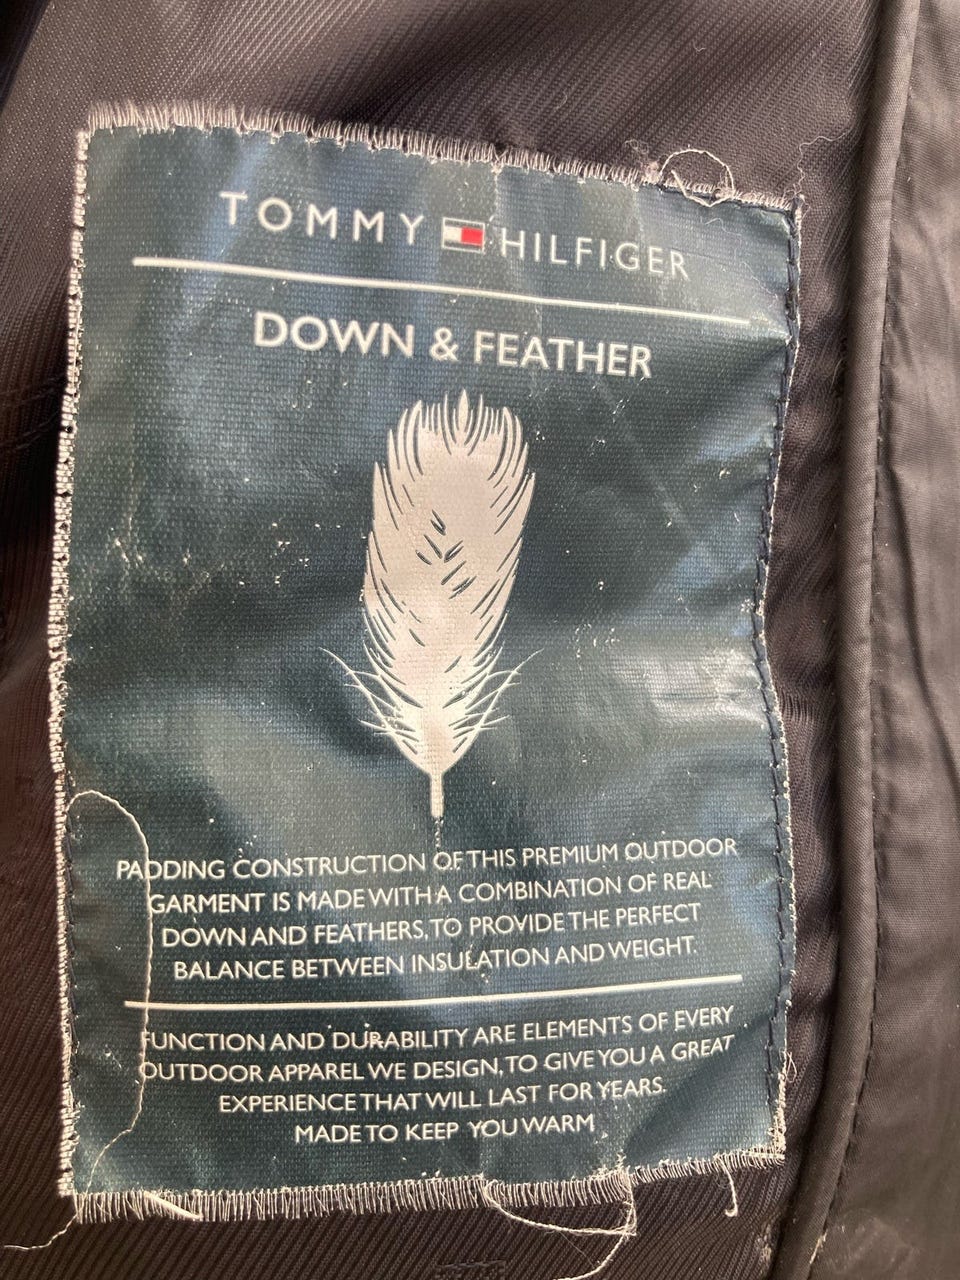 TOMMY HILFIGER
DOWN & FEATHER
PADDING CONSTRUCTION OF THIS PREMIUM OUTDOOR
GARMENT IS MADE WITH A COMBINATION OF REAL
DOWN AND FEATHERS, TO PROVIDE THE PERFECT
BALANCE BETWEEN INSULATION AND WEIGHT.
FUNCTION AND DURABILITY ARE ELEMENTS OF EVERY
OUTDOOR APPAREL WE DESIGN, TO GIVE YOU A GREAT
EXPERIENCE THAT WILL LAST FOR YEARS.
MADE TO KEEP YOU WARM